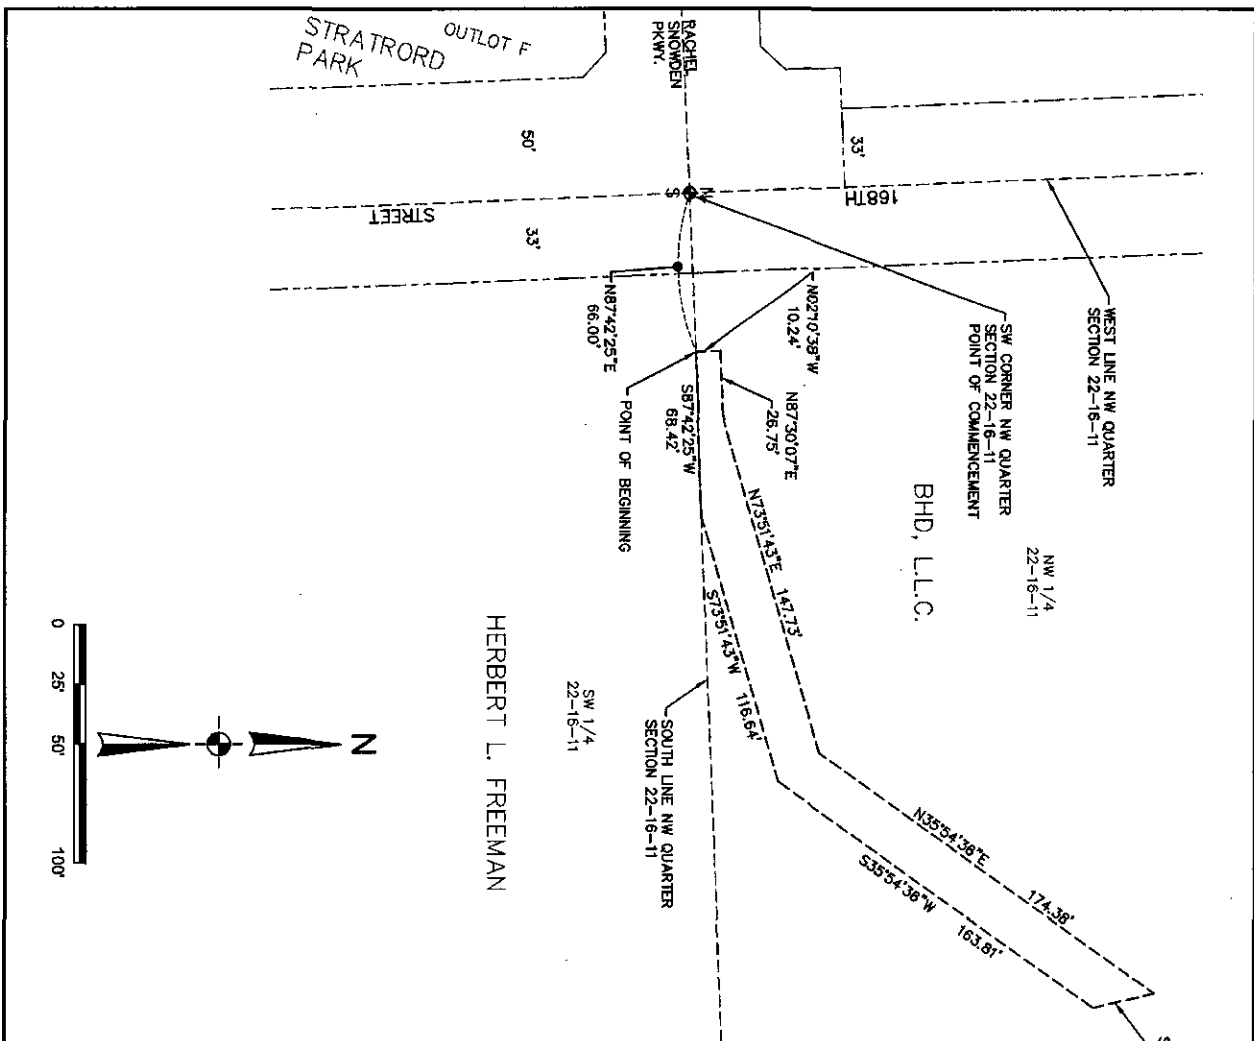 STRATRORD
PARK
OUTLOT F
RACHEL
SNOWDEN
PKWY.
50'
33'
33'
168TH
STREET
N
S
WEST LINE NW QUARTER
SECTION 22-16-11
SW CORNER NW QUARTER
SECTION 22-16-11
POINT OF COMMENCEMENT
N02°10'38"W
10.24'
N87°42'25"E
66.00'
N87°30'07"E
26.75'
S87°42'25"W
68.42'
POINT OF BEGINNING
BHD, L.L.C.
NW 1/4
22-16-11
N73°51'43"E 147.73'
S73°51'43"W 116.64'
N35°54'38"E 174.38'
S35°54'38"W 163.81'
SOUTH LINE NW QUARTER
SECTION 22-16-11
SW 1/4
22-16-11
HERBERT L. FREEMAN
N
0 25' 50' 100'